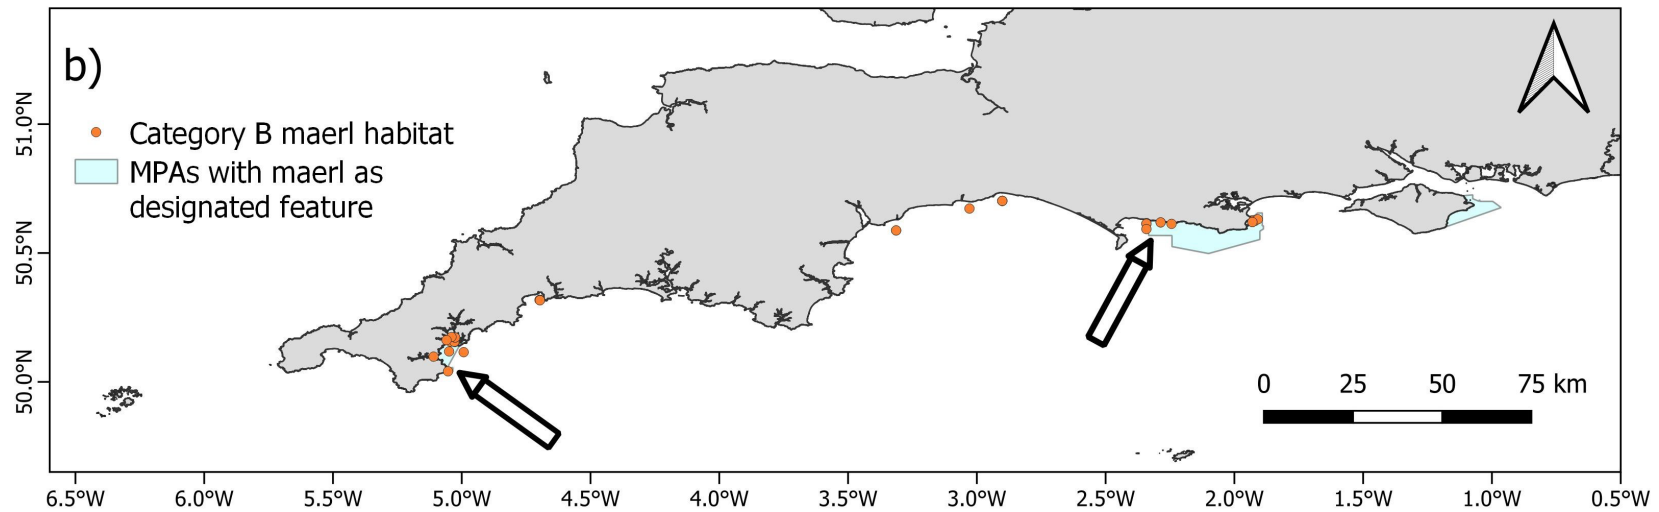 b)
Category B maerl habitat
MPAs with maerl as
designated feature
51.0°N
50.5°N
50.0°N
0 25 50 75 km
6.5°W 6.0°W 5.5°W 5.0°W 4.5°W 4.0°W 3.5°W 3.0°W 2.5°W 2.0°W 1.5°W 1.0°W 0.5°W